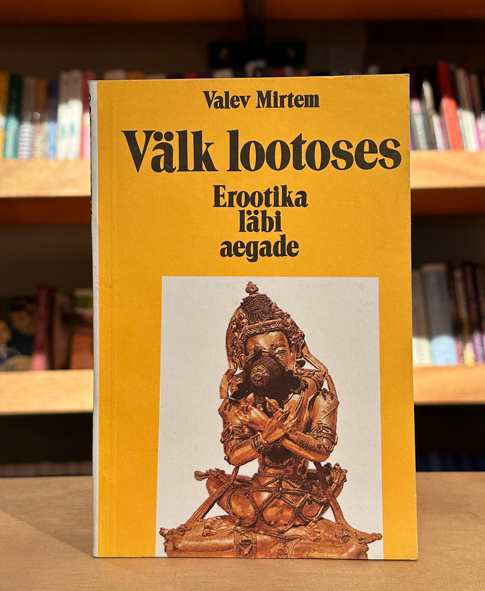 Valev Mirtem
Välk lootoses
Erootika
läbi
aegade